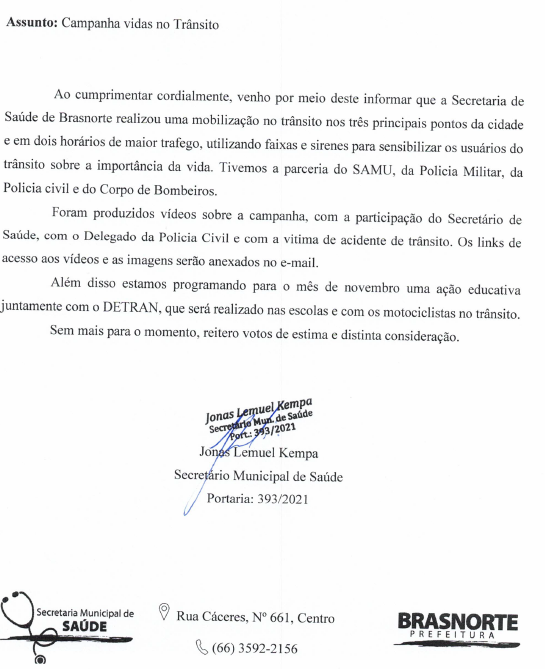 Assunto: Campanha vidas no Trânsito
Ao cumprimentar cordialmente, venho por meio deste informar que a Secretaria de
Saúde de Brasnorte realizou uma mobilização no trânsito nos três principais pontos da cidade
e em dois horários de maior trafego, utilizando faixas e sirenes para sensibilizar os usuários do
trânsito sobre a importância da vida. Tivemos a parceria do SAMU, da Policia Militar, da
Policia civil e do Corpo de Bombeiros.
Foram produzidos vídeos sobre a campanha, com a participação do Secretário de
Saúde, com o Delegado da Policia Civil e com a vitima de acidente de trânsito. Os links de
acesso aos vídeos e as imagens serão anexados no e-mail.
Além disso estamos programando para o mês de novembro uma ação educativa
juntamente com o DETRAN, que será realizado nas escolas e com os motociclistas no trânsito.
Sem mais para o momento, reitero votos de estima e distinta consideração.
Jonas Lemuel Kempa
Secretário Mun. de Saúde
Port.: 393/2021
Jonas Lemuel Kempa
Secretário Municipal de Saúde
Portaria: 393/2021
Secretaria Municipal de
SAÚDE
Rua Cáceres, Nº 661, Centro
(66) 3592-2156
BRASNORTE
PREFEITURA